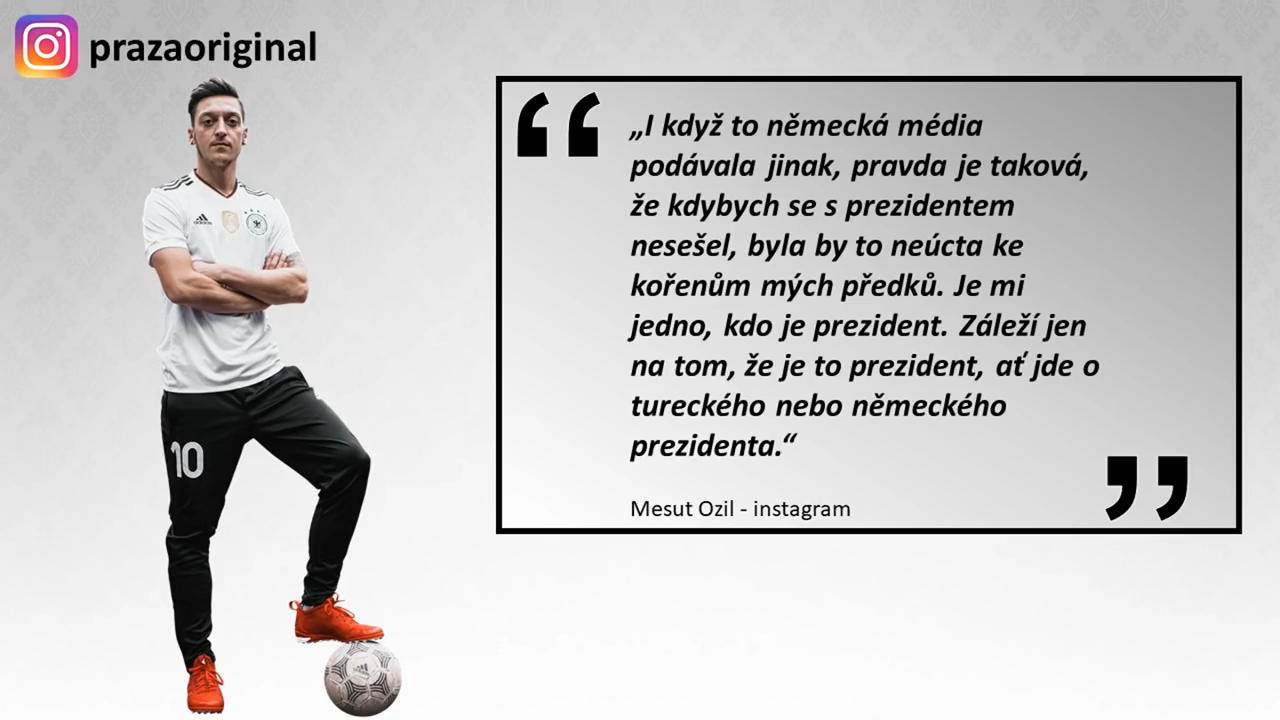 prazaoriginal
„I když to německá média
podávala jinak, pravda je taková,
že kdybych se s prezidentem
nesešel, byla by to neúcta ke
kořenům mých předků. Je mi
jedno, kdo je prezident. Záleží jen
na tom, že je to prezident, ať jde o
tureckého nebo německého
prezidenta.“
Mesut Ozil - instagram
adidas
10